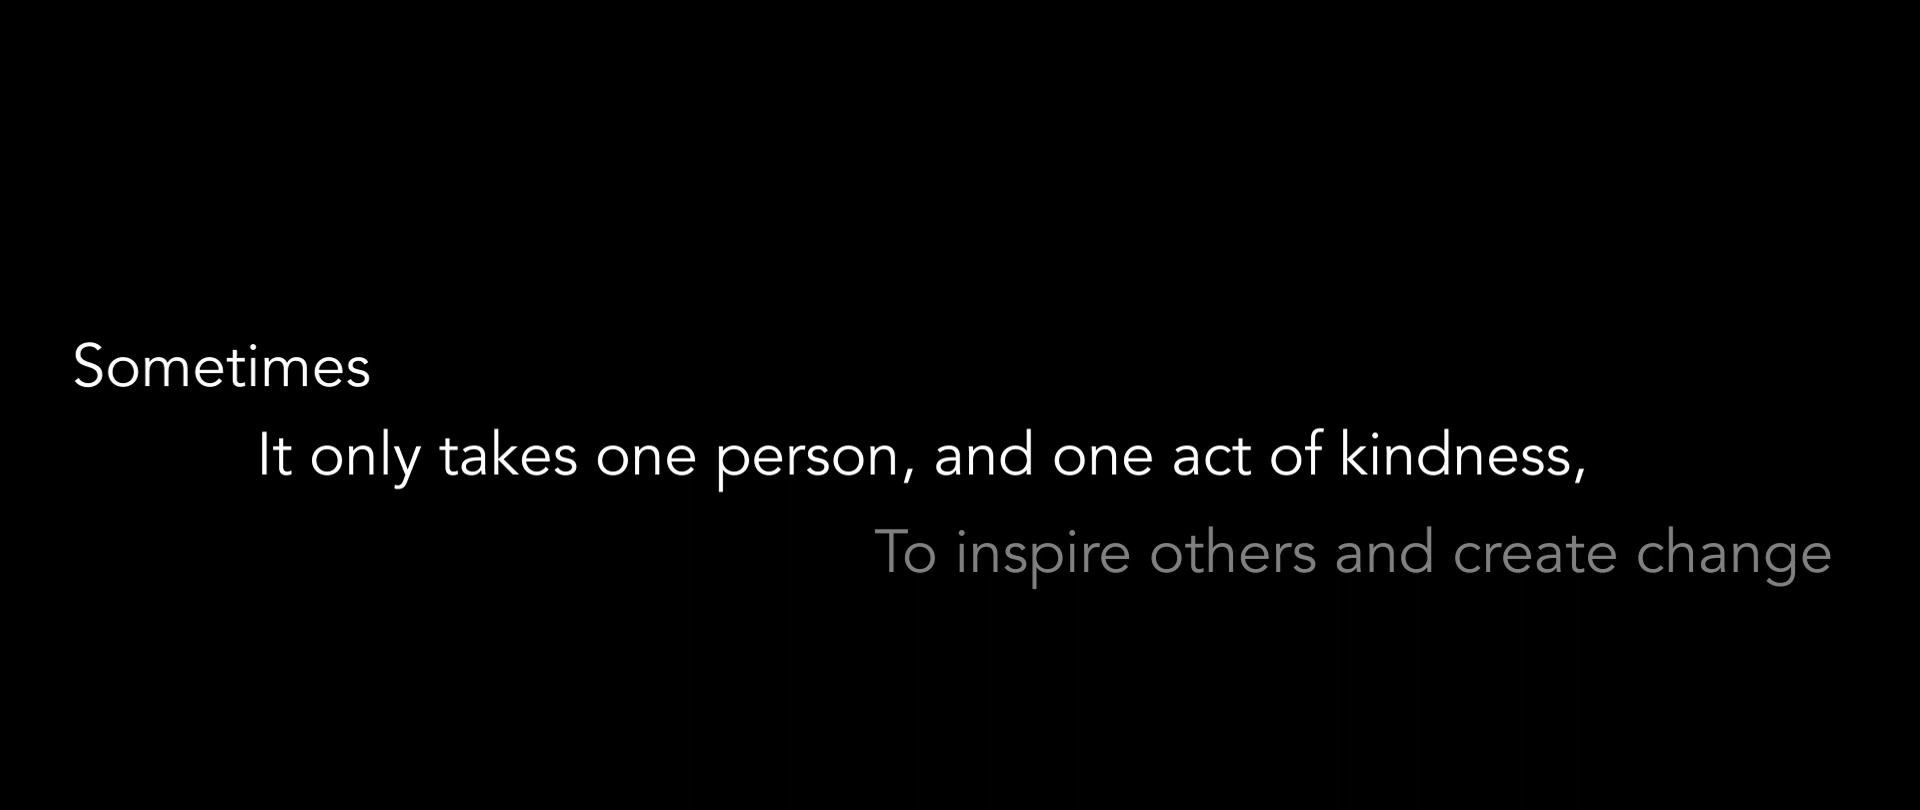 Sometimes
It only takes one person, and one act of kindness,
To inspire others and create change